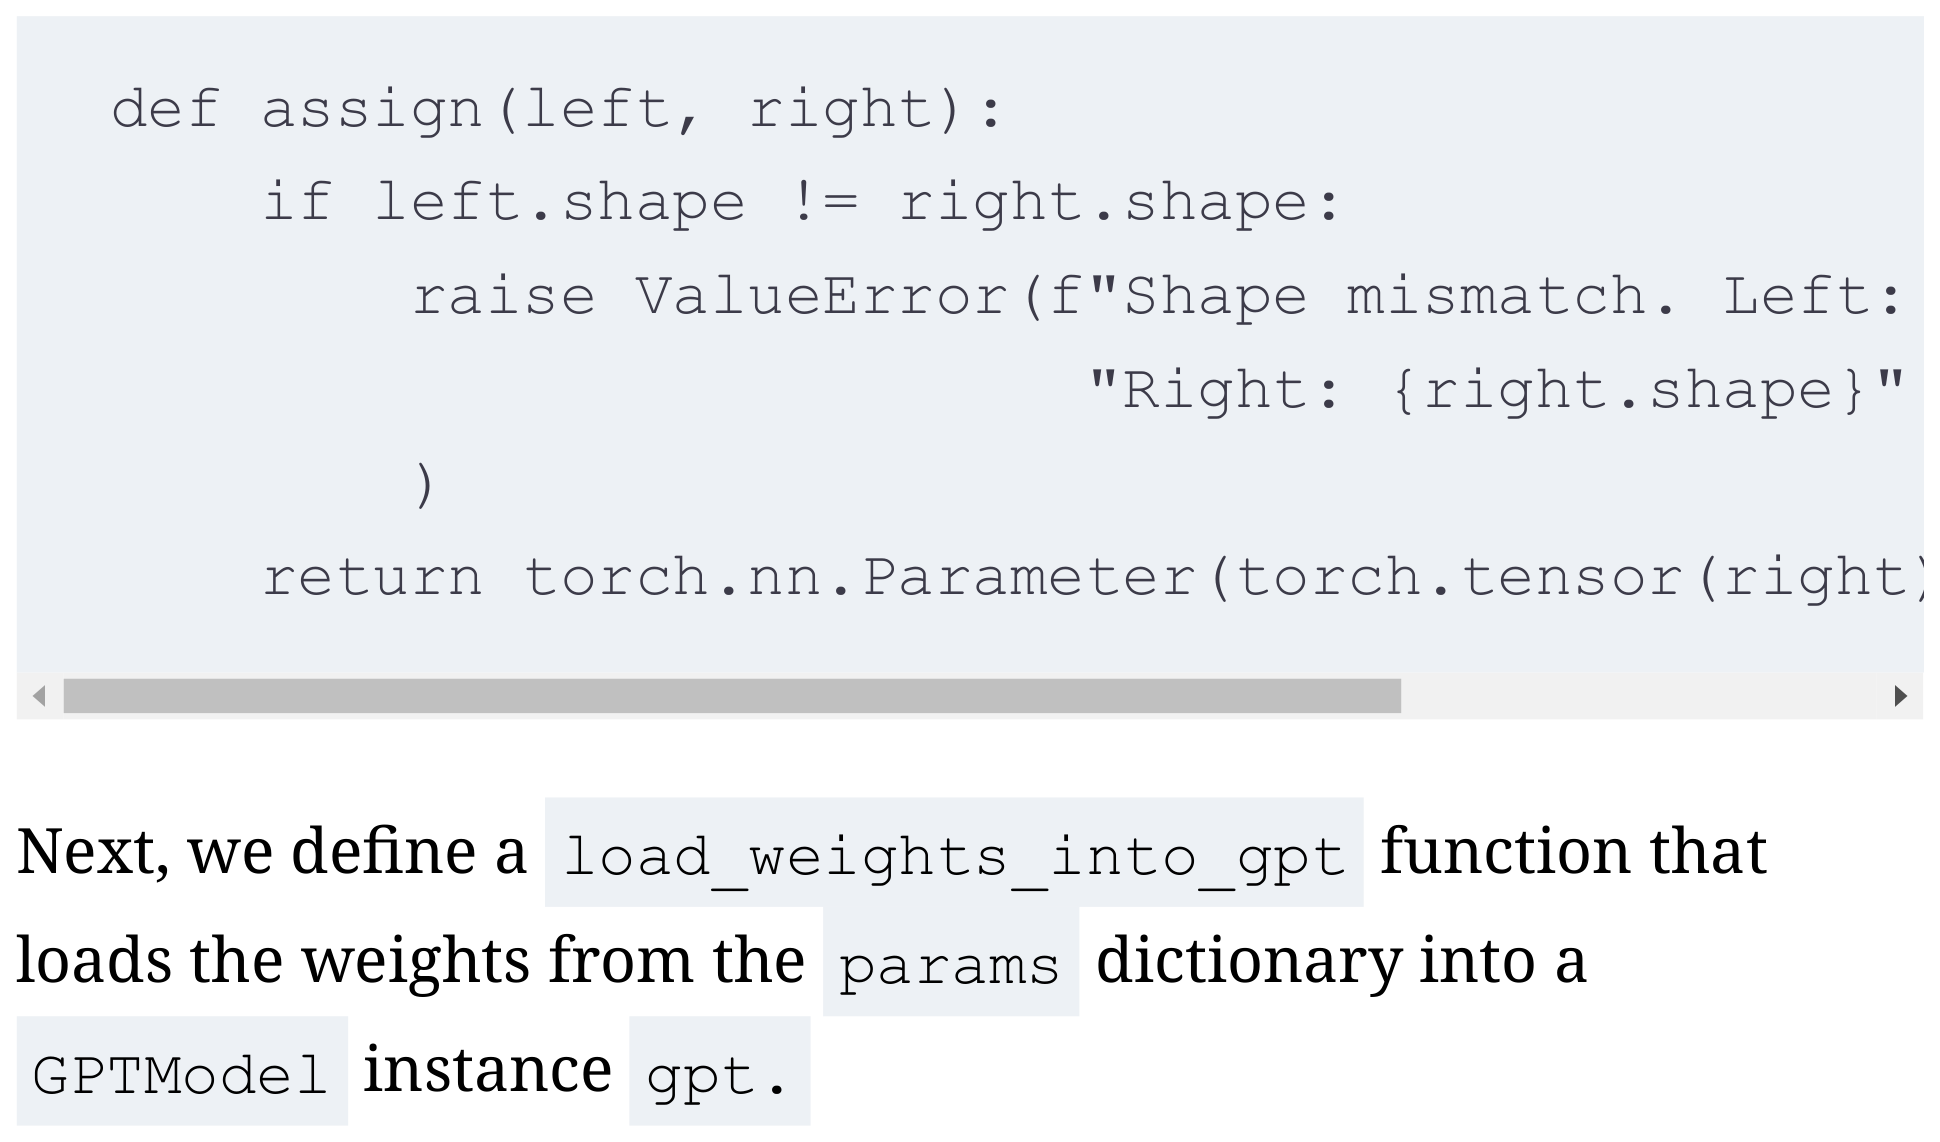 def assign(left, right):
    if left.shape != right.shape:
        raise ValueError(f"Shape mismatch. Left:
                          "Right: {right.shape}"
        )
    return torch.nn.Parameter(torch.tensor(right)
Next, we define a load_weights_into_gpt function that
loads the weights from the params dictionary into a
GPTModel instance gpt.